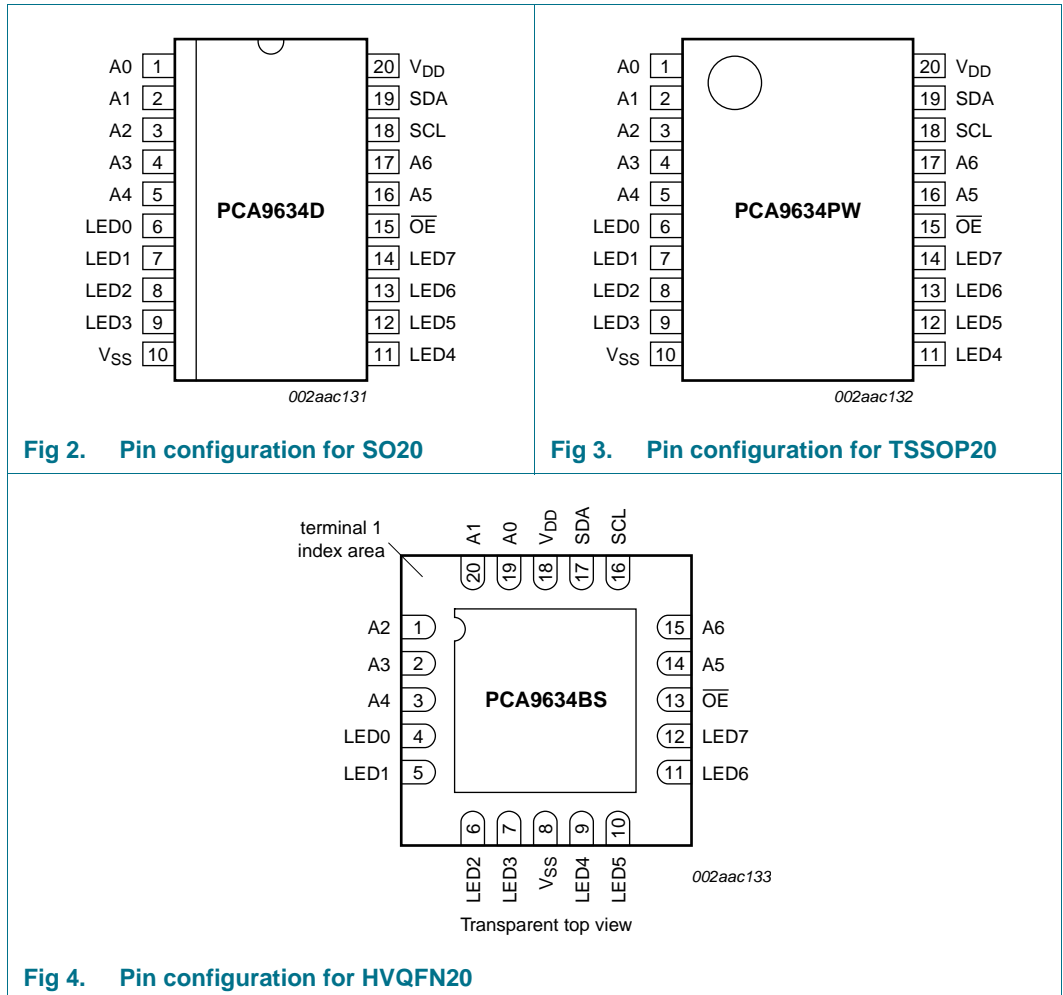 A0 1
A1 2
A2 3
A3 4
A4 5
LED0 6
LED1 7
LED2 8
LED3 9
VSS 10
PCA9634D
20 VDD
19 SDA
18 SCL
17 A6
16 A5
15 OE
14 LED7
13 LED6
12 LED5
11 LED4
002aac131
Fig 2. Pin configuration for SO20
A0 1
A1 2
A2 3
A3 4
A4 5
LED0 6
LED1 7
LED2 8
LED3 9
VSS 10
PCA9634PW
20 VDD
19 SDA
18 SCL
17 A6
16 A5
15 OE
14 LED7
13 LED6
12 LED5
11 LED4
002aac132
Fig 3. Pin configuration for TSSOP20
terminal 1
index area
A1 20
A0 19
VDD 18
SDA 17
SCL 16
A2 1
A3 2
A4 3
LED0 4
LED1 5
PCA9634BS
15 A6
14 A5
13 OE
12 LED7
11 LED6
6 LED2
7 LED3
8 VSS
9 LED4
10 LED5
002aac133
Transparent top view
Fig 4. Pin configuration for HVQFN20